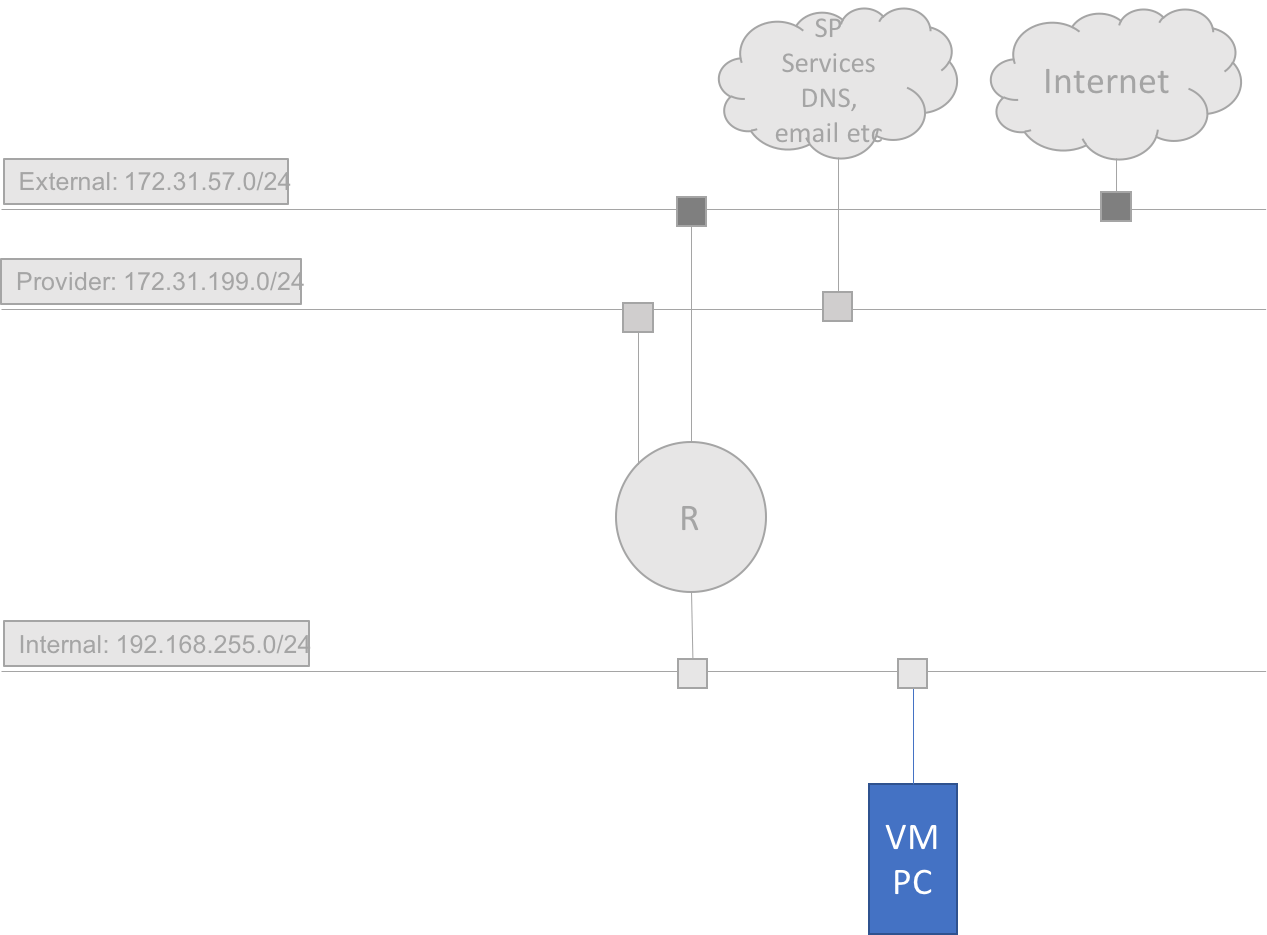 SP
Services
DNS,
email etc
Internet
External: 172.31.57.0/24
Provider: 172.31.199.0/24
R
Internal: 192.168.255.0/24
VM
PC